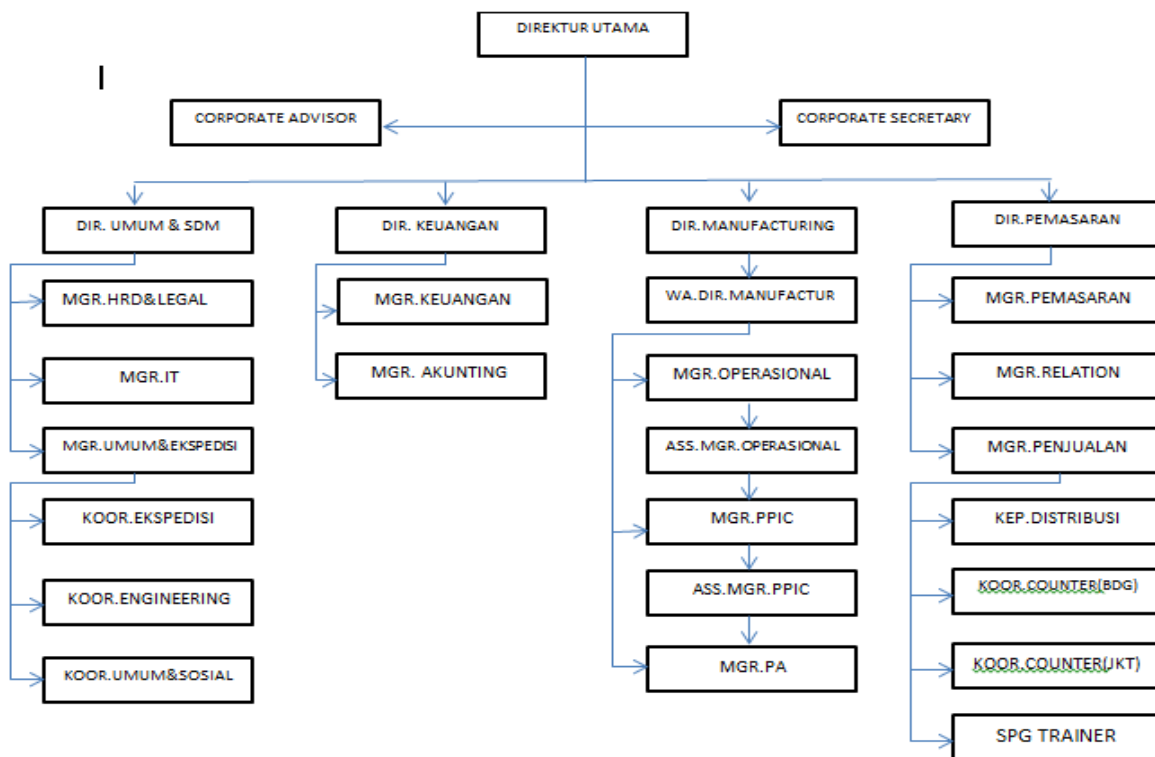 DIREKTUR UTAMA
CORPORATE ADVISOR
CORPORATE SECRETARY
DIR. UMUM & SDM
DIR. KEUANGAN
DIR.MANUFACTURING
DIR.PEMASARAN
MGR.HRD&LEGAL
MGR.KEUANGAN
WA.DIR.MANUFACTUR
MGR.PEMASARAN
MGR.IT
MGR. AKUNTING
MGR.OPERASIONAL
MGR.RELATION
MGR.UMUM&EKSPEDISI
ASS.MGR.OPERASIONAL
MGR.PENJUALAN
KOOR.EKSPEDISI
MGR.PPIC
KEP.DISTRIBUSI
KOOR.ENGINEERING
ASS.MGR.PPIC
KOOR.COUNTER(BDG)
KOOR.UMUM&SOSIAL
MGR.PA
KOOR.COUNTER(JKT)
SPG TRAINER